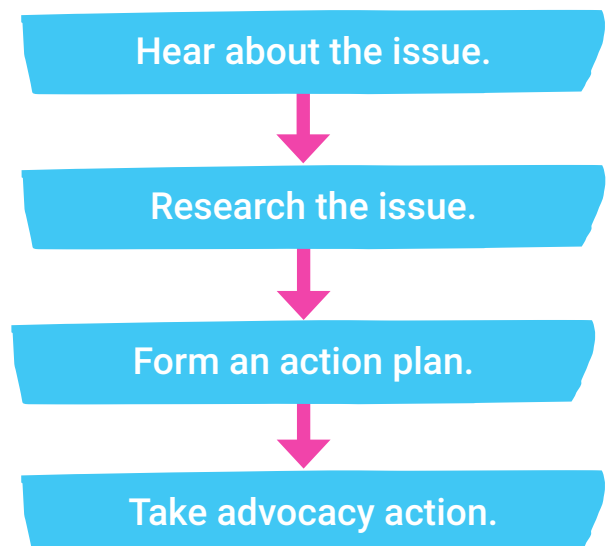 Hear about the issue.
Research the issue.
Form an action plan.
Take advocacy action.